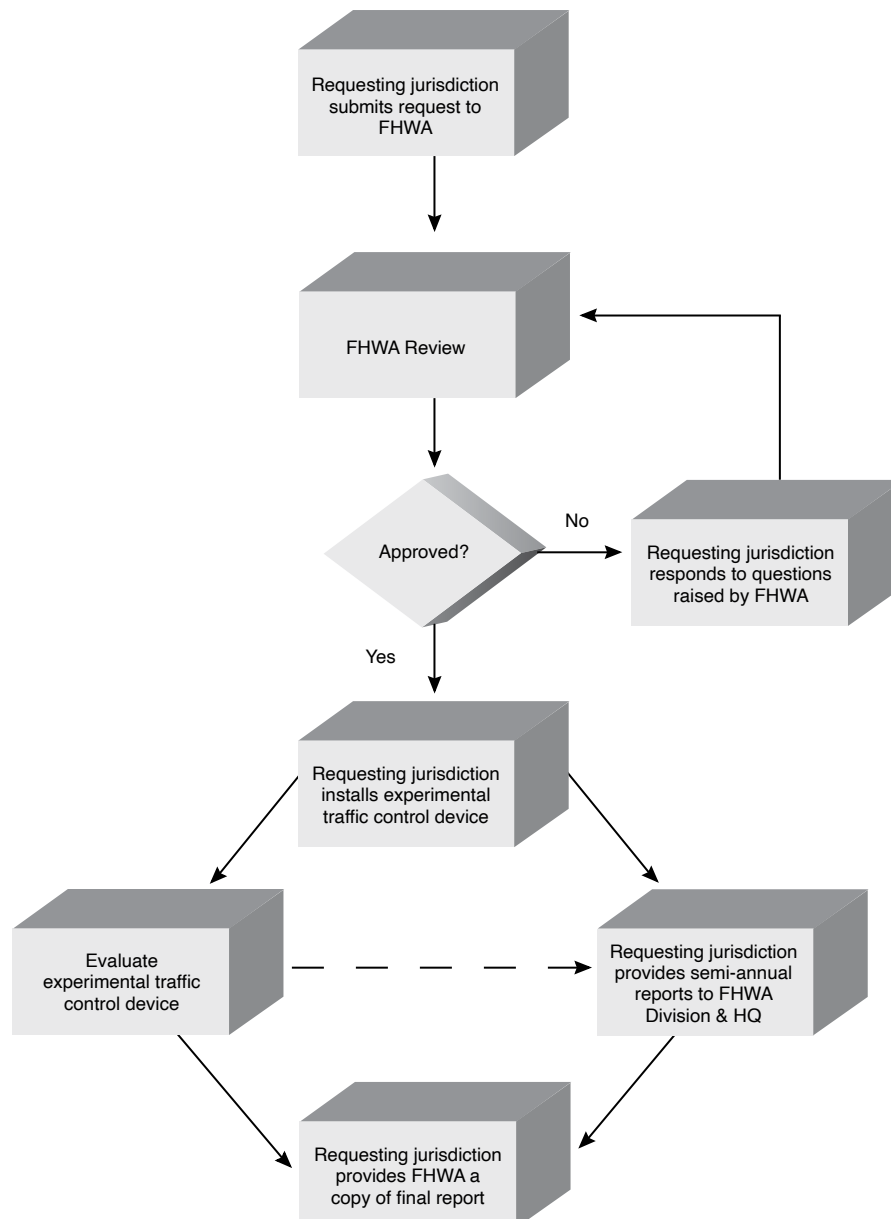 Requesting jurisdiction
submits request to
FHWA
FHWA Review
Approved?
No
Requesting jurisdiction
responds to questions
raised by FHWA
Yes
Requesting jurisdiction
installs experimental
traffic control device
Evaluate
experimental traffic
control device
Requesting jurisdiction
provides semi-annual
reports to FHWA
Division & HQ
Requesting jurisdiction
provides FHWA a
copy of final report